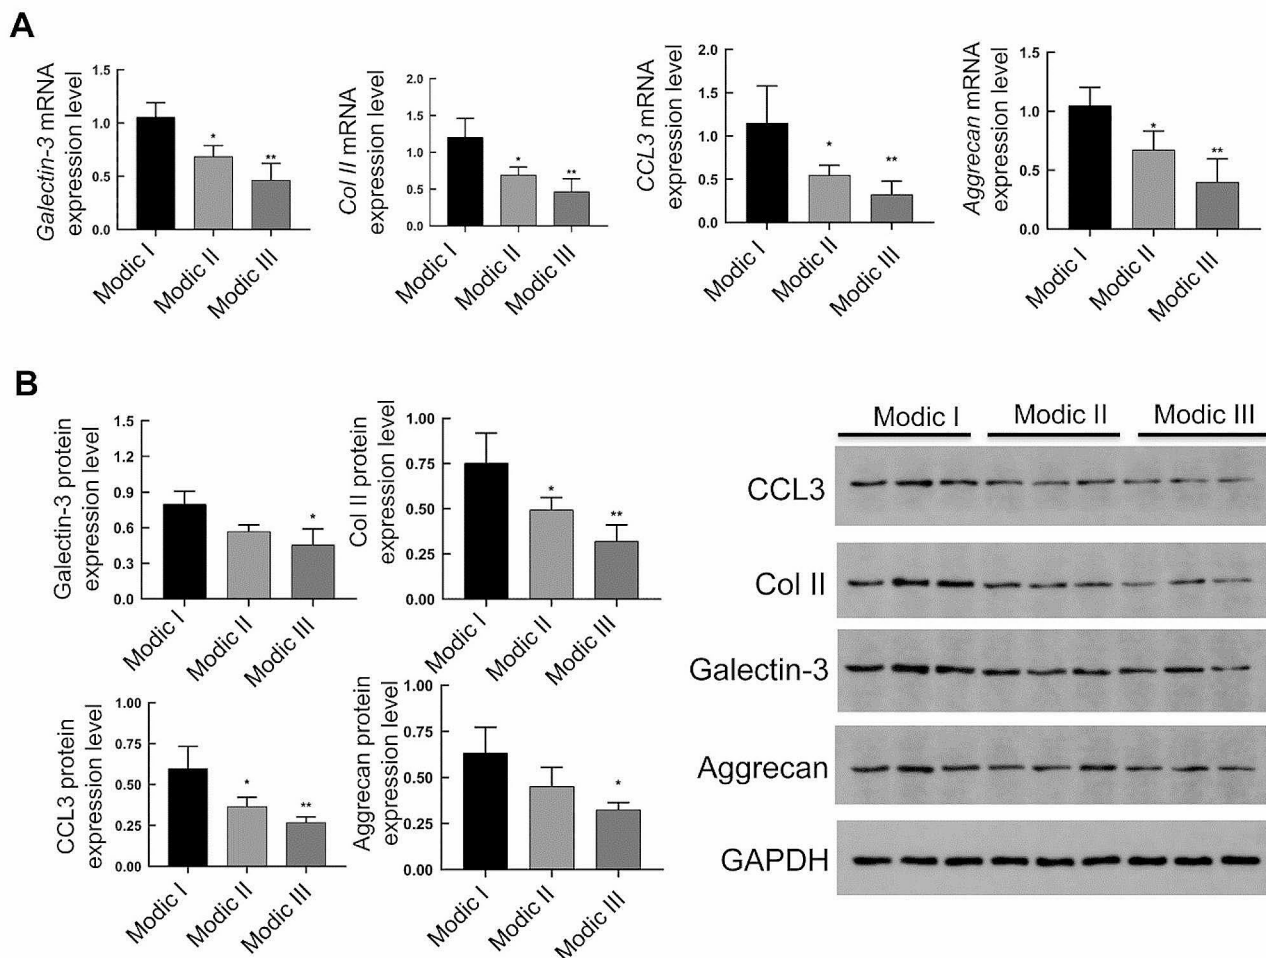 A
Galectin-3 mRNA
expression level
1.5
1.0
0.5
0.0
*
**
Modic I
Modic II
Modic III
Col II mRNA
expression level
2.0
1.5
1.0
0.5
0.0
*
**
Modic I
Modic II
Modic III
CCL3 mRNA
expression level
2.0
1.5
1.0
0.5
0.0
*
**
Modic I
Modic II
Modic III
Aggrecan mRNA
expression level
1.5
1.0
0.5
0.0
*
**
Modic I
Modic II
Modic III
B
Galectin-3 protein
expression level
1.5
1.2
0.9
0.6
0.3
0.0
*
Modic I
Modic II
Modic III
Col II protein
expression level
1.00
0.75
0.50
0.25
0.00
*
**
Modic I
Modic II
Modic III
CCL3 protein
expression level
1.00
0.75
0.50
0.25
0.00
*
**
Modic I
Modic II
Modic III
Aggrecan protein
expression level
1.00
0.75
0.50
0.25
0.00
*
Modic I
Modic II
Modic III
Modic I Modic II Modic III
CCL3
Col II
Galectin-3
Aggrecan
GAPDH